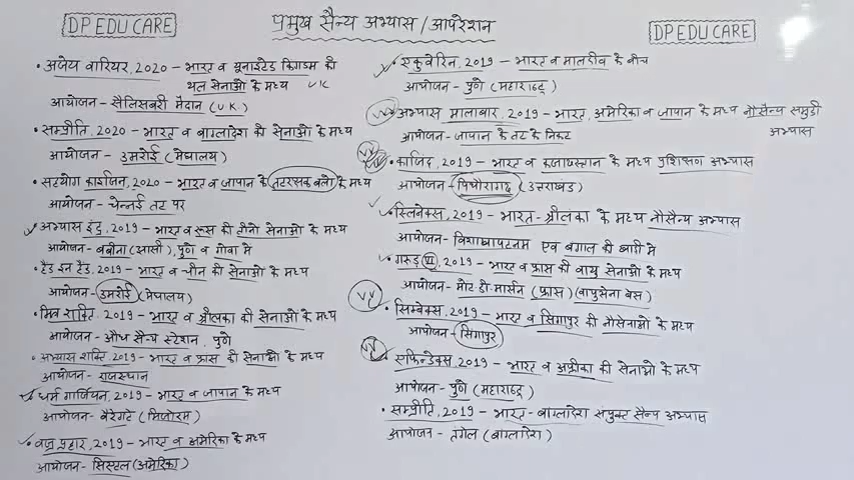 DP EDU CARE
प्रमुख सैन्य अभ्यास/आपरेशन
DP EDU CARE
• अजेय वारियर, 2020 - भारत व यूनाइटेड किंगडम की
थल सेनाओं के मध्य UK
आयोजन - सैलिसबरी मैदान (UK)
• सम्प्रीति, 2020 - भारत व बांग्लादेश की सेनाओं के मध्य
आयोजन - उमरोई (मेघालय)
• सहयोग काइजिन, 2020 - भारत व जापान के तटरक्षक बलों के मध्य
आयोजन - चेन्नई तट पर
अभ्यास इंद्र, 2019 - भारत व रूस की तीनों सेनाओं के मध्य
आयोजन - बबीना (झांसी), पुणे व गोवा में
• हैंड इन हैंड, 2019 - भारत व चीन की सेनाओं के मध्य
आयोजन - उमरोई (मेघालय)
• मित्र शक्ति, 2019 - भारत व श्रीलंका की सेनाओं के मध्य
आयोजन - औंध सैन्य स्टेशन, पुणे
• अभ्यास शक्ति, 2019 - भारत व फ्रांस की सेनाओं के मध्य
आयोजन - राजस्थान
• धर्म गार्जियन, 2019 - भारत व जापान के मध्य
आयोजन - वैरेंगटे (मिजोरम)
• वज्र प्रहार, 2019 - भारत व अमेरिका के मध्य
आयोजन - सिएटल (अमेरिका)
• एकुवेरिन, 2019 - भारत व मालदीव के बीच
आयोजन - पुणे (महाराष्ट्र)
अभ्यास मालाबार, 2019 - भारत, अमेरिका व जापान के मध्य नौसैन्य समुद्री
अभ्यास
आयोजन - जापान के तट के निकट
• काजिंद, 2019 - भारत व कजाखस्तान के मध्य प्रशिक्षण अभ्यास
आयोजन - पिथौरागढ़ (उत्तराखंड)
• स्लिनेक्स, 2019 - भारत-श्रीलंका के मध्य नौसैन्य अभ्यास
आयोजन - विशाखापटनम एवं बंगाल की खाड़ी में
• गरुड़ VI, 2019 - भारत व फ्रांस की वायु सेनाओं के मध्य
आयोजन - मोंट डी मार्सन (फ्रांस) (वायुसेना बेस)
• सिम्बेक्स, 2019 - भारत व सिंगापुर की नौसेनाओं के मध्य
आयोजन - सिंगापुर
एफिन्डेक्स, 2019 - भारत व अफ्रीका की सेनाओं के मध्य
आयोजन - पुणे (महाराष्ट्र)
• सम्प्रीति, 2019 - भारत-बांग्लादेश संयुक्त सैन्य अभ्यास
आयोजन - तंगेल (बांग्लादेश)